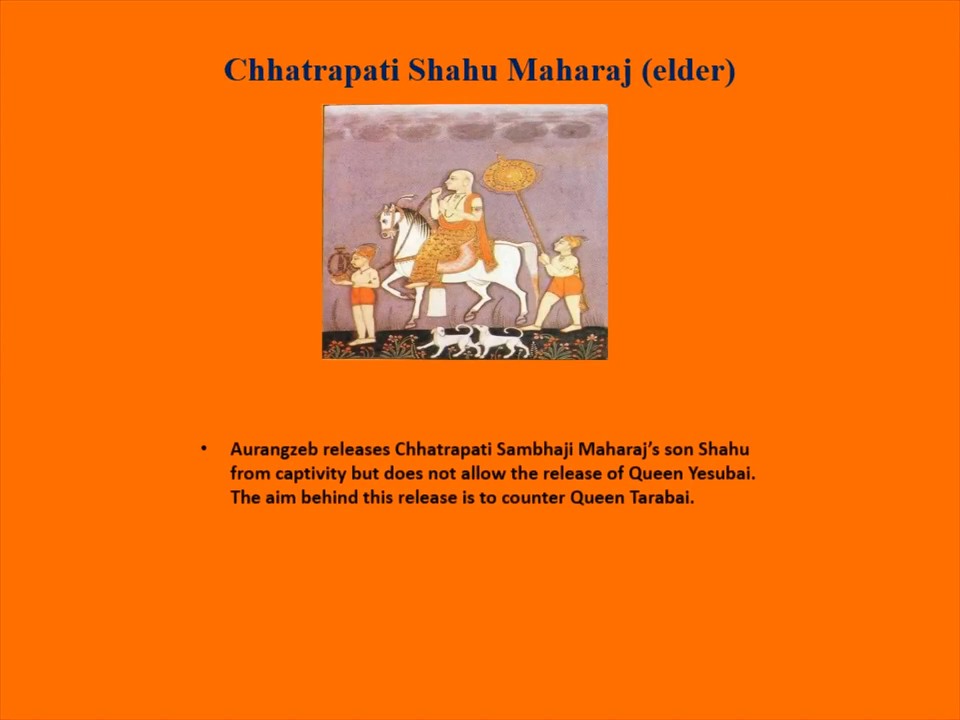 Chhatrapati Shahu Maharaj (elder)
• Aurangzeb releases Chhatrapati Sambhaji Maharaj’s son Shahu
from captivity but does not allow the release of Queen Yesubai.
The aim behind this release is to counter Queen Tarabai.